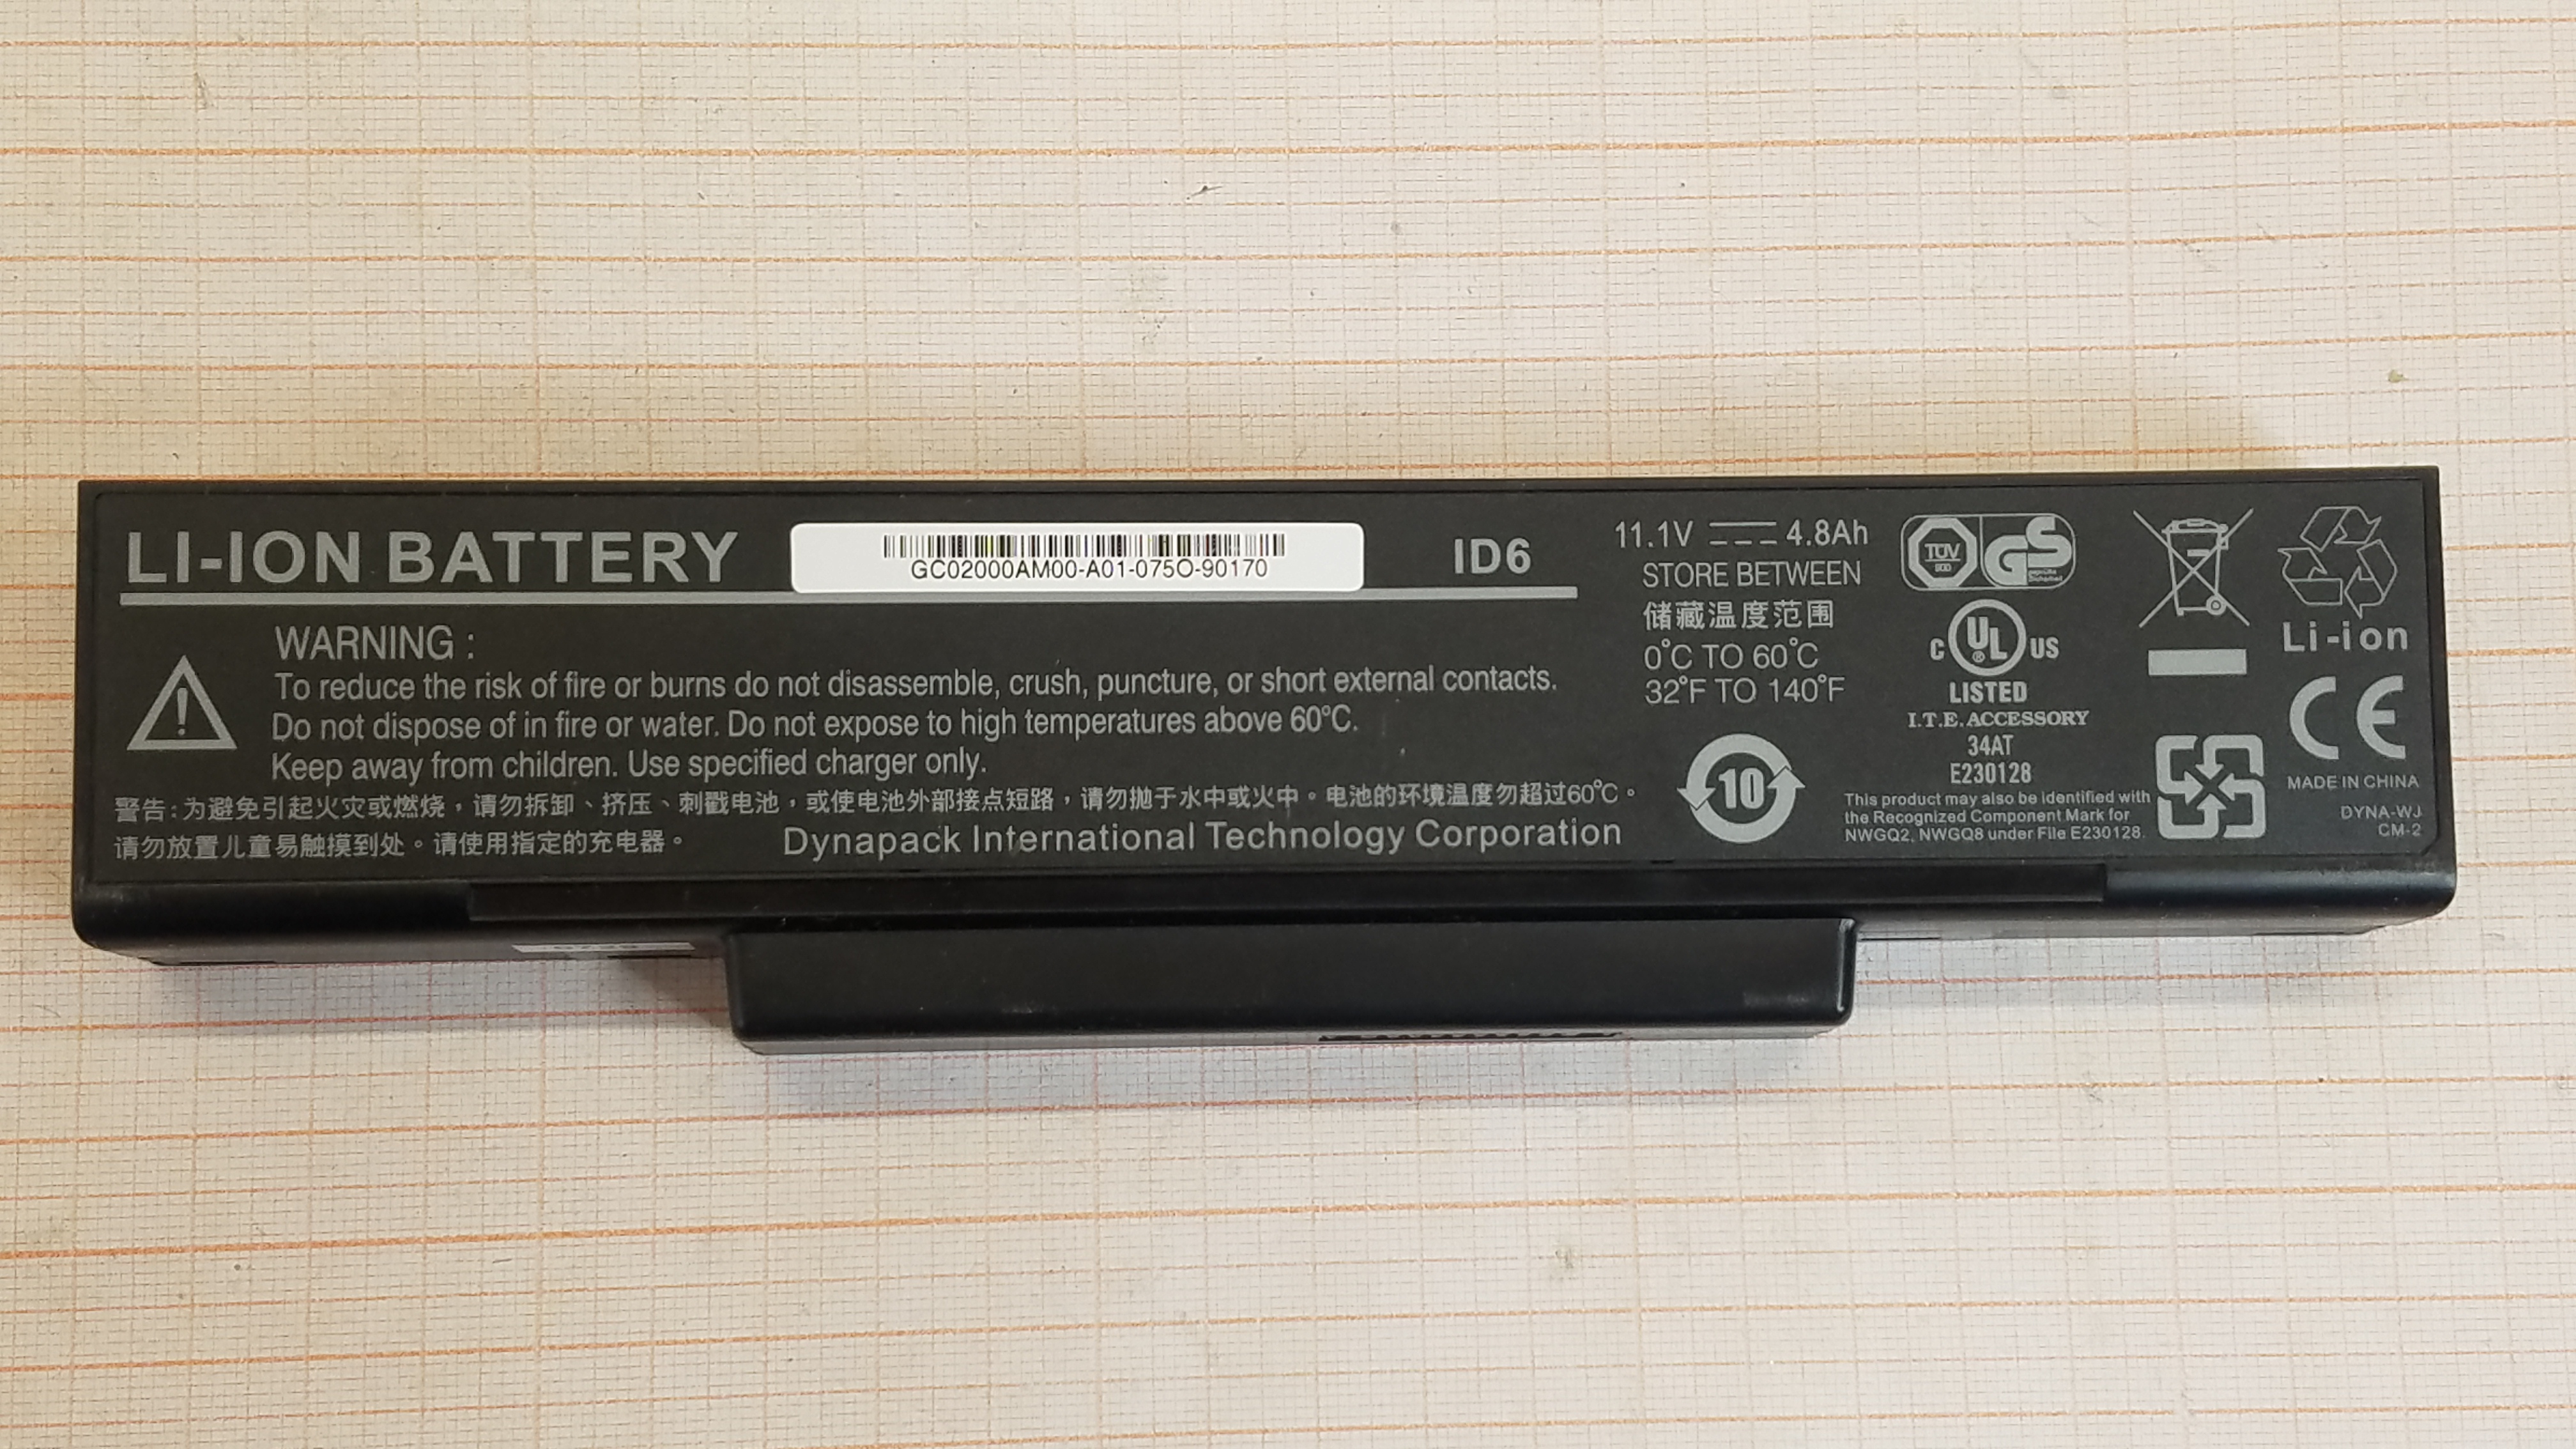 LI-ION BATTERY
GC02000AM00-A01-075O-90170
ID6
WARNING :
To reduce the risk of fire or burns do not disassemble, crush, puncture, or short external contacts.
Do not dispose of in fire or water. Do not expose to high temperatures above 60°C.
Keep away from children. Use specified charger only.
警告:为避免引起火灾或燃烧，请勿拆卸、挤压、刺戳电池，或使电池外部接点短路，请勿抛于水中或火中。电池的环境温度勿超过60°C。
请勿放置儿童易触摸到处。请使用指定的充电器。
Dynapack International Technology Corporation
11.1V 4.8Ah
STORE BETWEEN
储藏温度范围
0°C TO 60°C
32°F TO 140°F
10
TÜV
GS
geprüfte
Sicherheit
C UL ® US
LISTED
I.T.E. ACCESSORY
34AT
E230128
This product may also be identified with
the Recognized Component Mark for
NWGQ2, NWGQ8 under File E230128.
Li-ion
CE
MADE IN CHINA
DYNA-WJ
CM-2